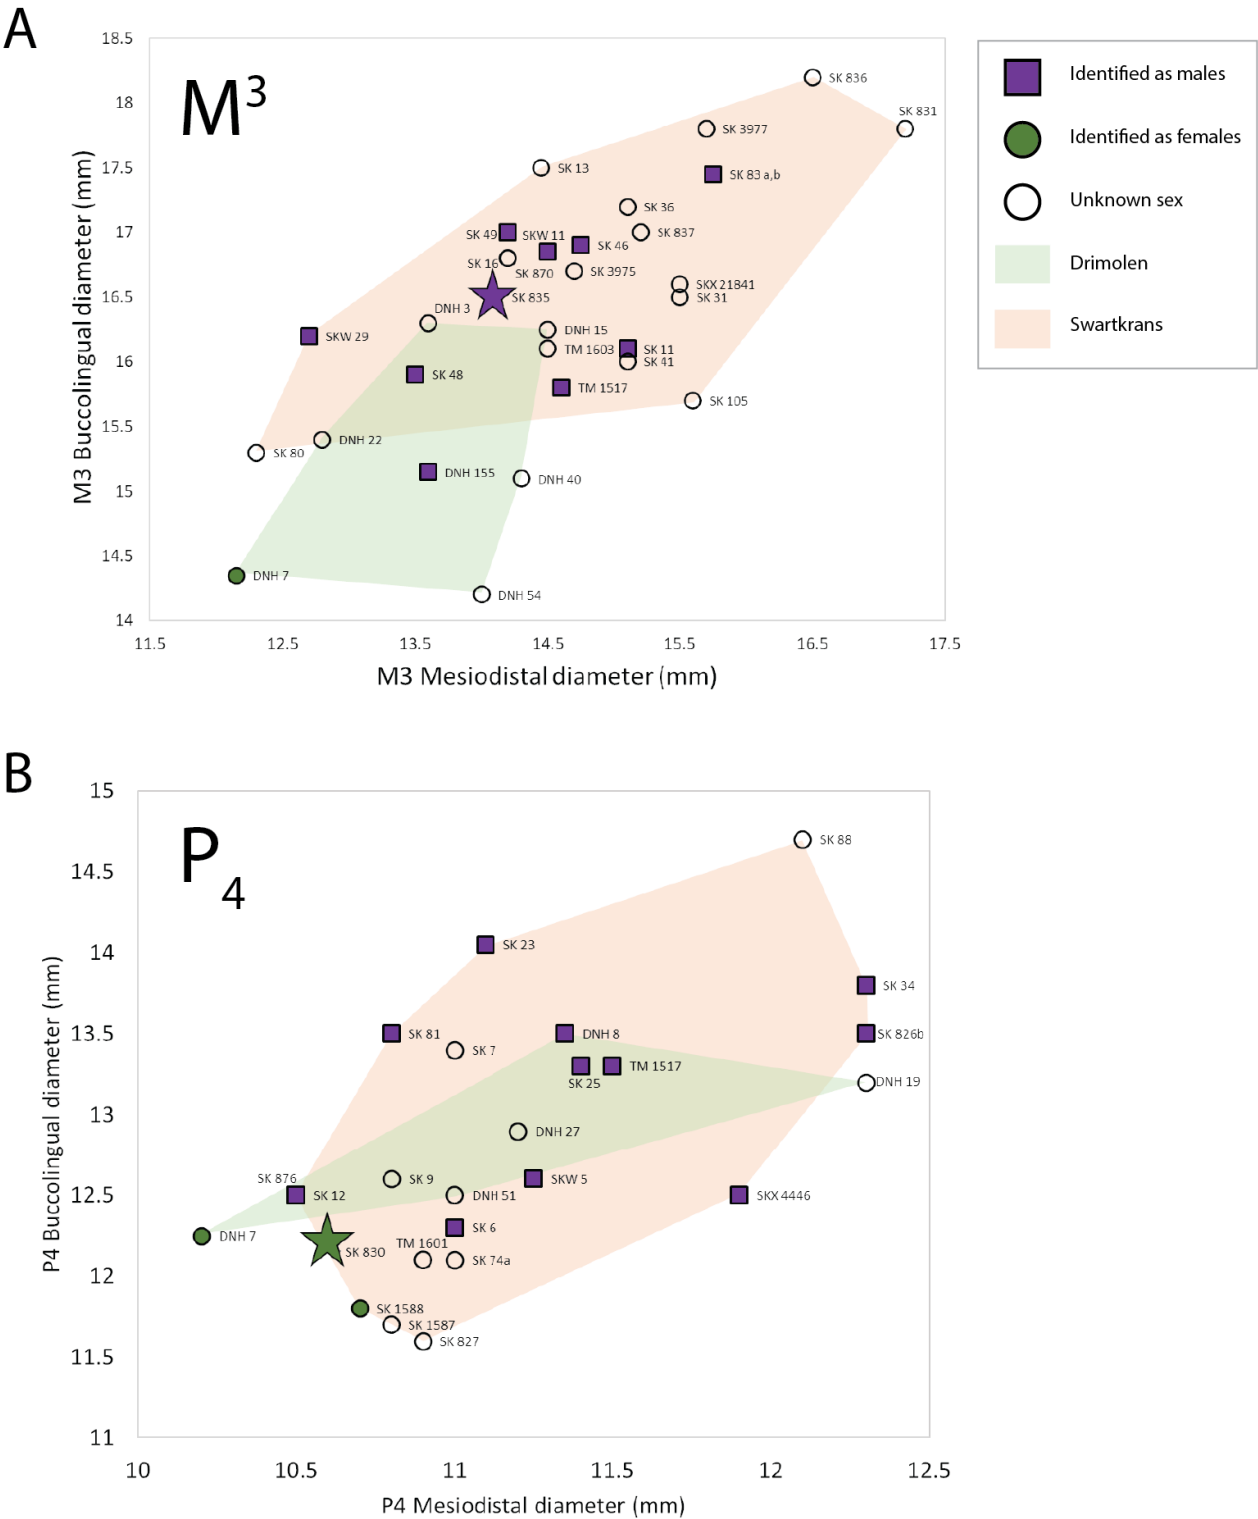 A
M3
M3 Buccolingual diameter (mm)
18.5
18
17.5
17
16.5
16
15.5
15
14.5
14
SK 836
SK 831
SK 3977
SK 13
SK 83 a,b
SK 36
SK 49
SKW 11
SK 837
SK 46
SK 16
SK 870
SK 3975
SKX 21841
SK 31
SK 835
DNH 3
SKW 29
DNH 15
TM 1603
SK 11
SK 41
SK 48
TM 1517
SK 105
DNH 22
SK 80
DNH 155
DNH 40
DNH 7
DNH 54
11.5 12.5 13.5 14.5 15.5 16.5 17.5
M3 Mesiodistal diameter (mm)
Identified as males
Identified as females
Unknown sex
Drimolen
Swartkrans
B
P4
P4 Buccolingual diameter (mm)
15
14.5
14
13.5
13
12.5
12
11.5
11
SK 88
SK 23
SK 34
SK 81
DNH 8
SK 826b
SK 7
TM 1517
SK 25
DNH 19
DNH 27
SK 876
SK 9
SKW 5
SK 12
DNH 51
SKX 4446
DNH 7
SK 6
TM 1601
SK 830
SK 74a
SK 1588
SK 1587
SK 827
10 10.5 11 11.5 12 12.5
P4 Mesiodistal diameter (mm)